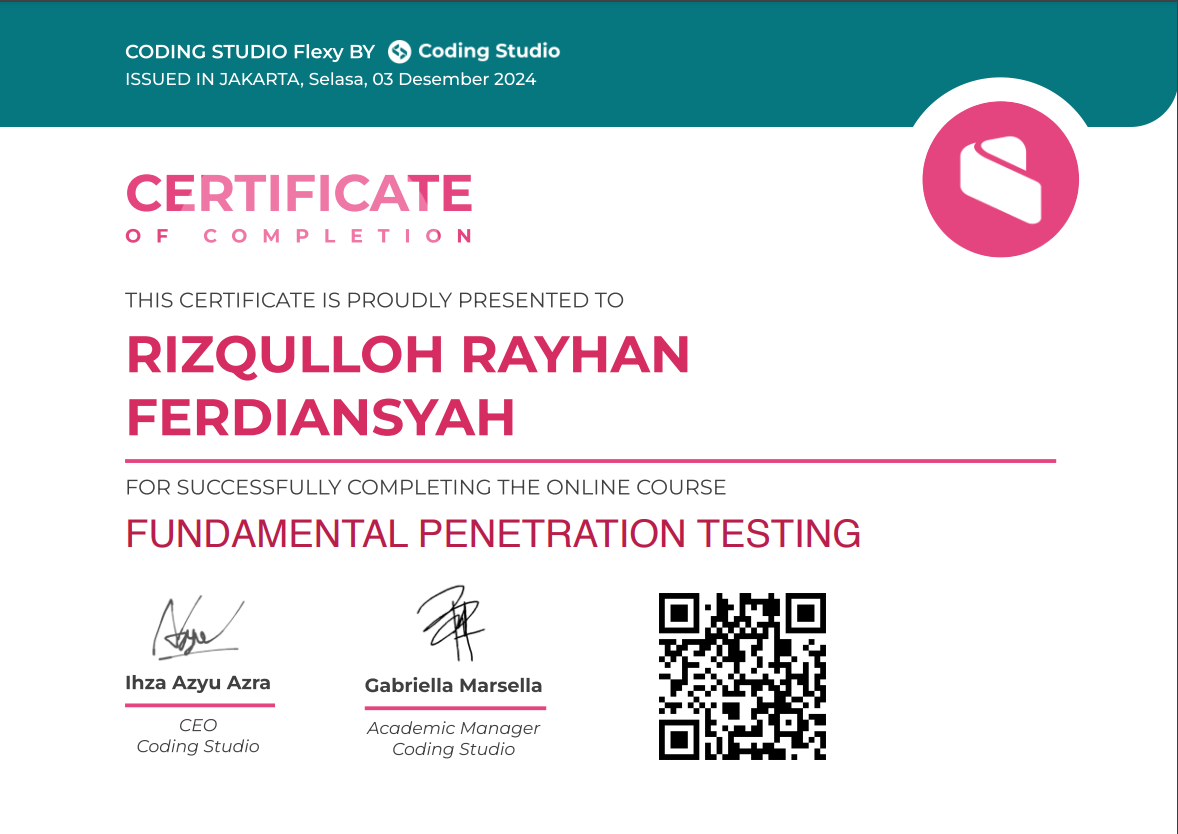 CODING STUDIO Flexy BY Coding Studio
ISSUED IN JAKARTA, Selasa, 03 Desember 2024
CERTIFICATE
OF COMPLETION
THIS CERTIFICATE IS PROUDLY PRESENTED TO
RIZQULLOH RAYHAN
FERDIANSYAH
FOR SUCCESSFULLY COMPLETING THE ONLINE COURSE
FUNDAMENTAL PENETRATION TESTING
Ihza Azyu Azra
CEO
Coding Studio
Gabriella Marsella
Academic Manager
Coding Studio